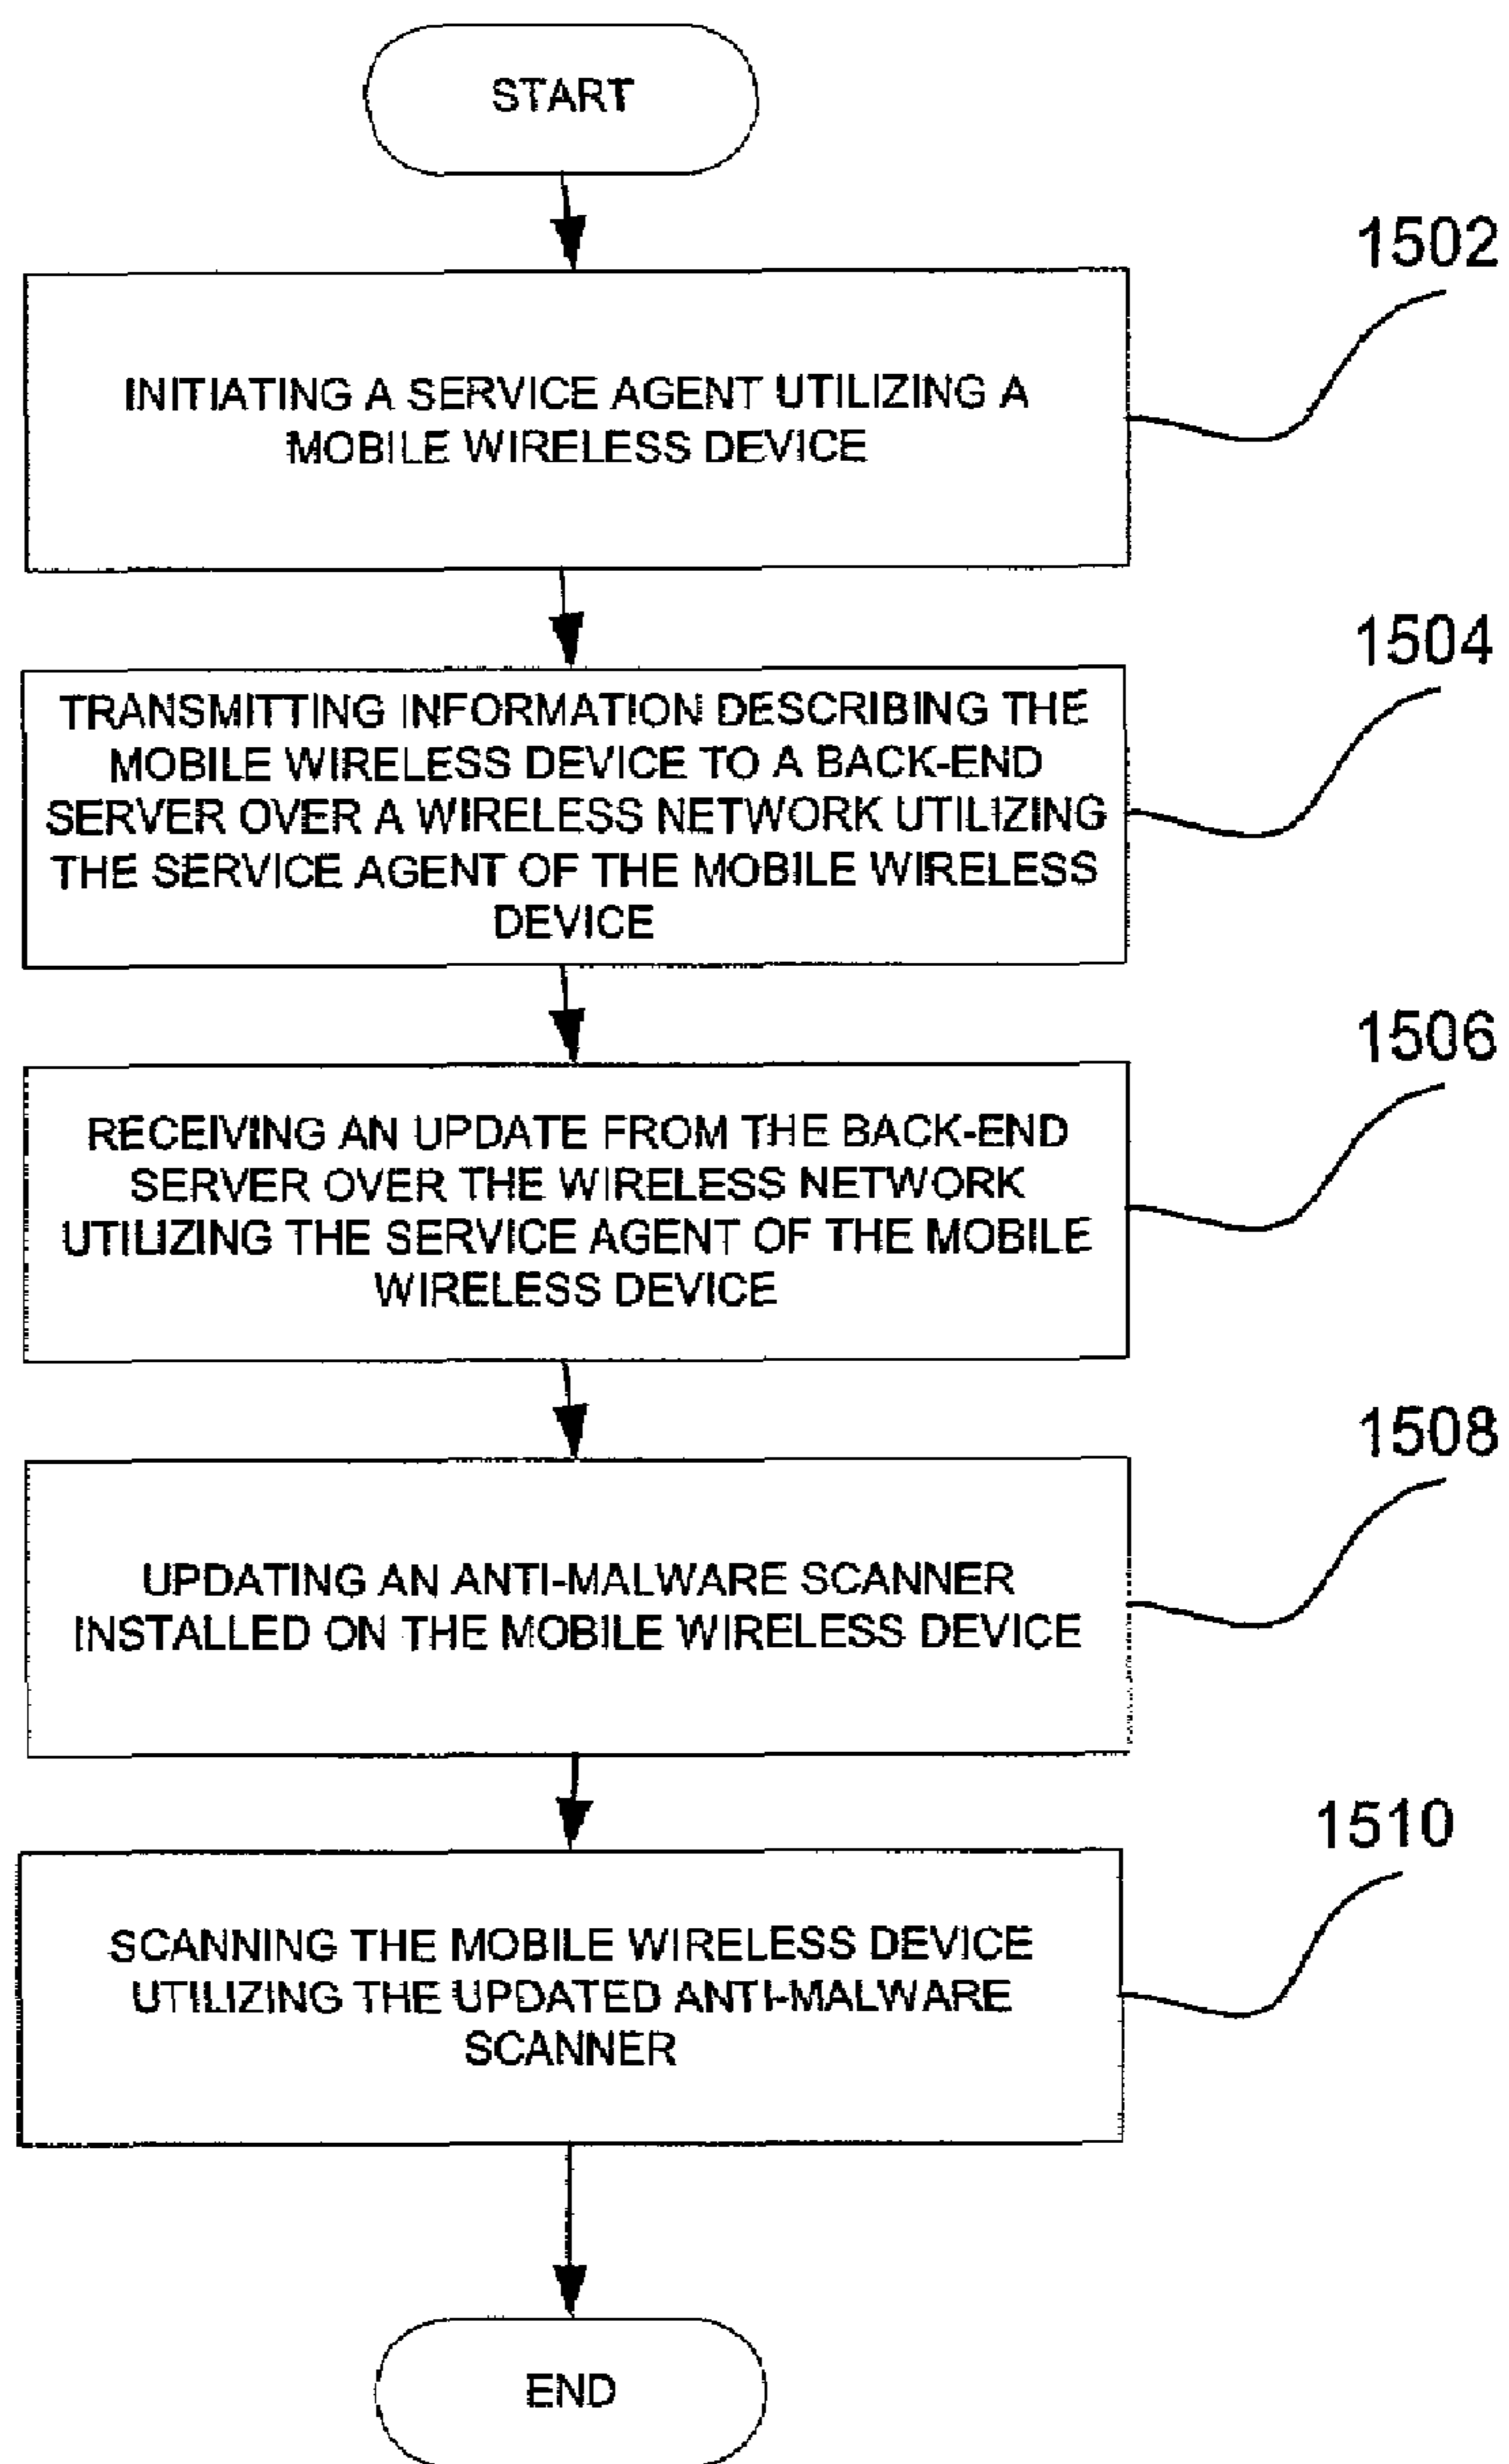 START
1502
INITIATING A SERVICE AGENT UTILIZING A
MOBILE WIRELESS DEVICE
1504
TRANSMITTING INFORMATION DESCRIBING THE
MOBILE WIRELESS DEVICE TO A BACK-END
SERVER OVER A WIRELESS NETWORK UTILIZING
THE SERVICE AGENT OF THE MOBILE WIRELESS
DEVICE
1506
RECEIVING AN UPDATE FROM THE BACK-END
SERVER OVER THE WIRELESS NETWORK
UTILIZING THE SERVICE AGENT OF THE MOBILE
WIRELESS DEVICE
1508
UPDATING AN ANTI-MALWARE SCANNER
INSTALLED ON THE MOBILE WIRELESS DEVICE
1510
SCANNING THE MOBILE WIRELESS DEVICE
UTILIZING THE UPDATED ANTI-MALWARE
SCANNER
END